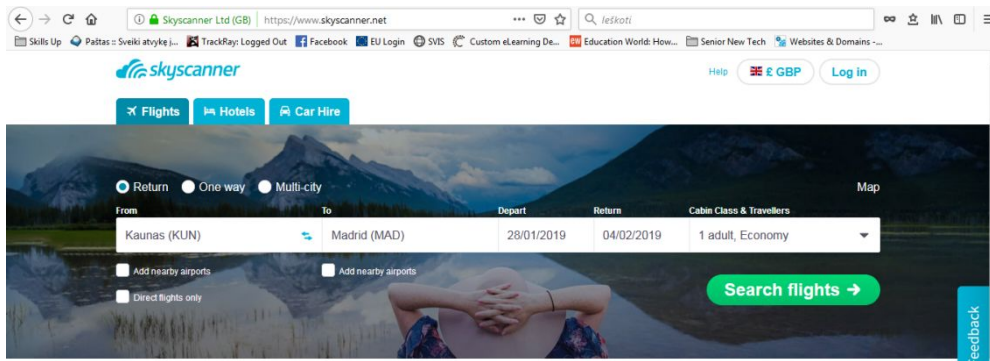 Skyscanner Ltd (GB) https://www.skyscanner.net Ieškoti
Skills Up Paštas :: Sveiki atvykę į... TrackRay: Logged Out Facebook EU Login SVIS Custom eLearning De... Education World: How... Senior New Tech Websites & Domains -...
skyscanner Help £ GBP Log in
Flights Hotels Car Hire
Return One way Multi-city Map
From To Depart Return Cabin Class & Travellers
Kaunas (KUN) Madrid (MAD) 28/01/2019 04/02/2019 1 adult, Economy
Add nearby airports Add nearby airports
Direct flights only Search flights →
Feedback